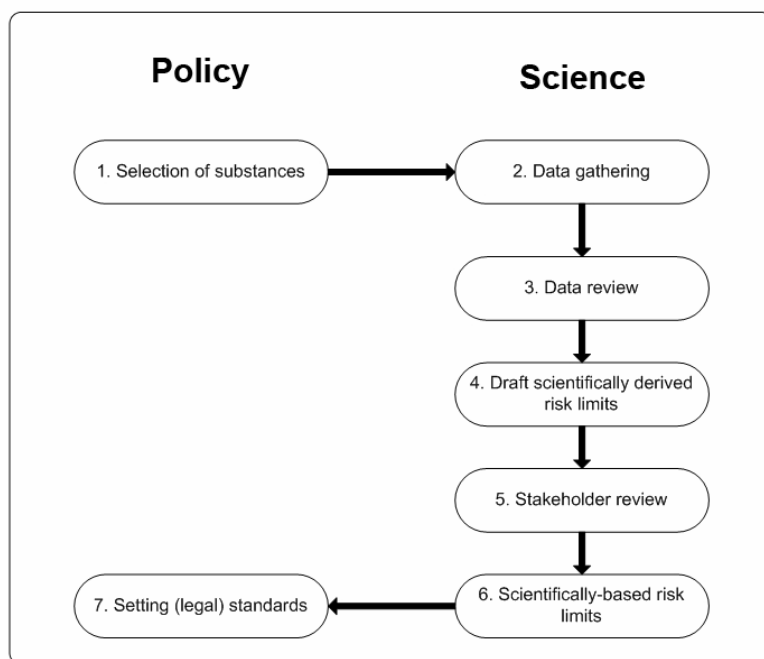 Policy
Science
1. Selection of substances
2. Data gathering
3. Data review
4. Draft scientifically derived
risk limits
5. Stakeholder review
7. Setting (legal) standards
6. Scientifically-based risk
limits